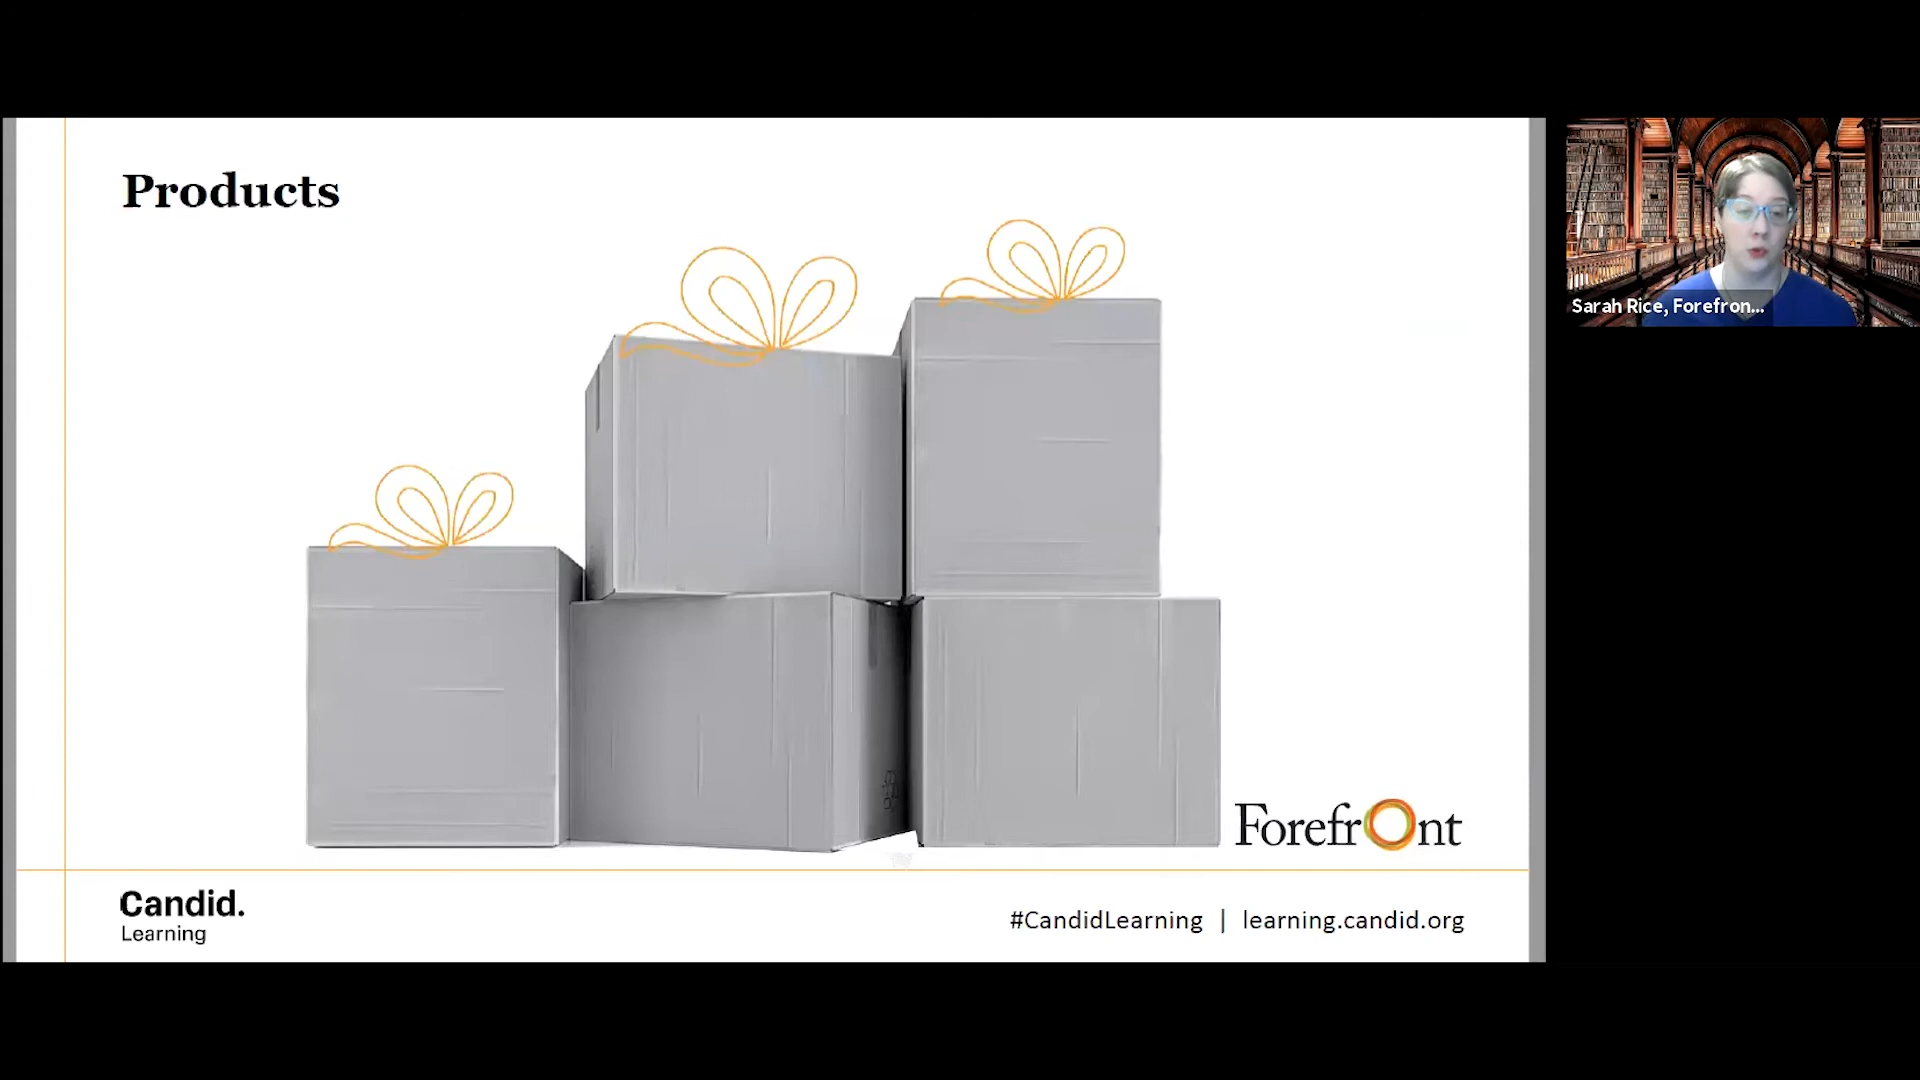 Products
Sarah Rice, Forefron...
Forefront
Candid.
Learning
#CandidLearning | learning.candid.org